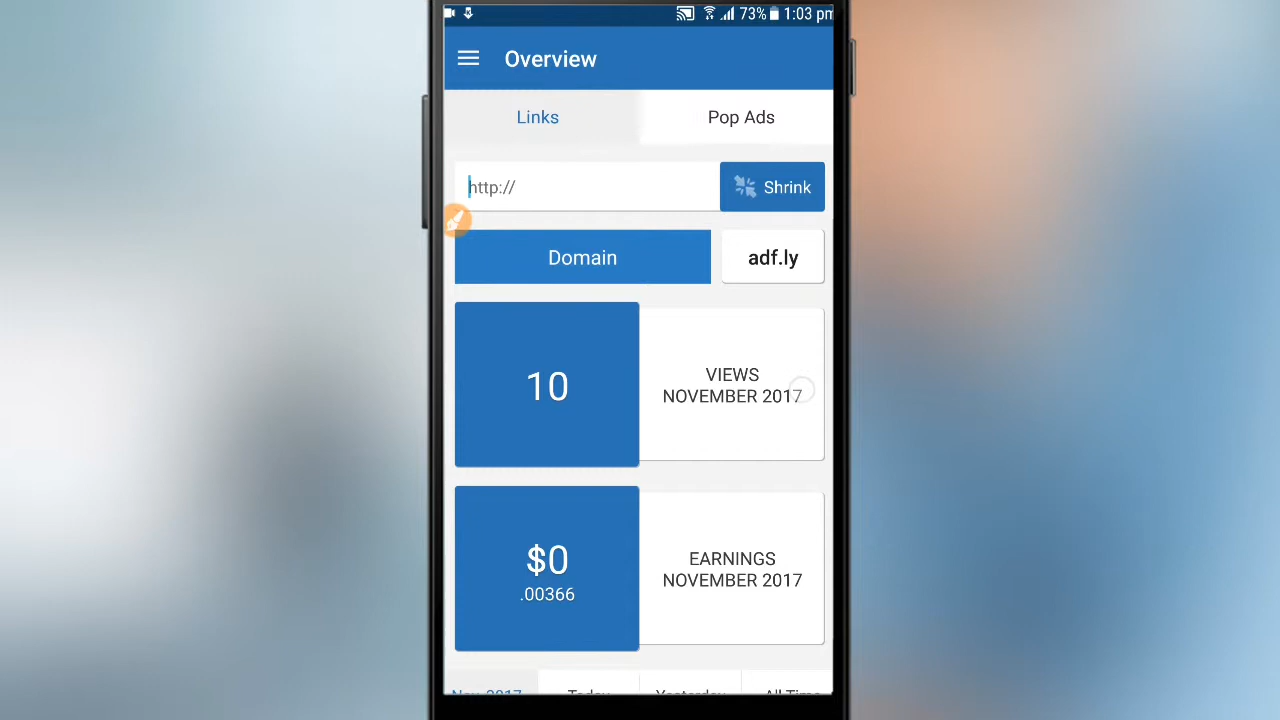 73% 1:03 pm
Overview
Links
Pop Ads
http://
Shrink
Domain
adf.ly
10
VIEWS
NOVEMBER 2017
$0
.00366
EARNINGS
NOVEMBER 2017
Nov 2017
Today
Yesterday
All Time